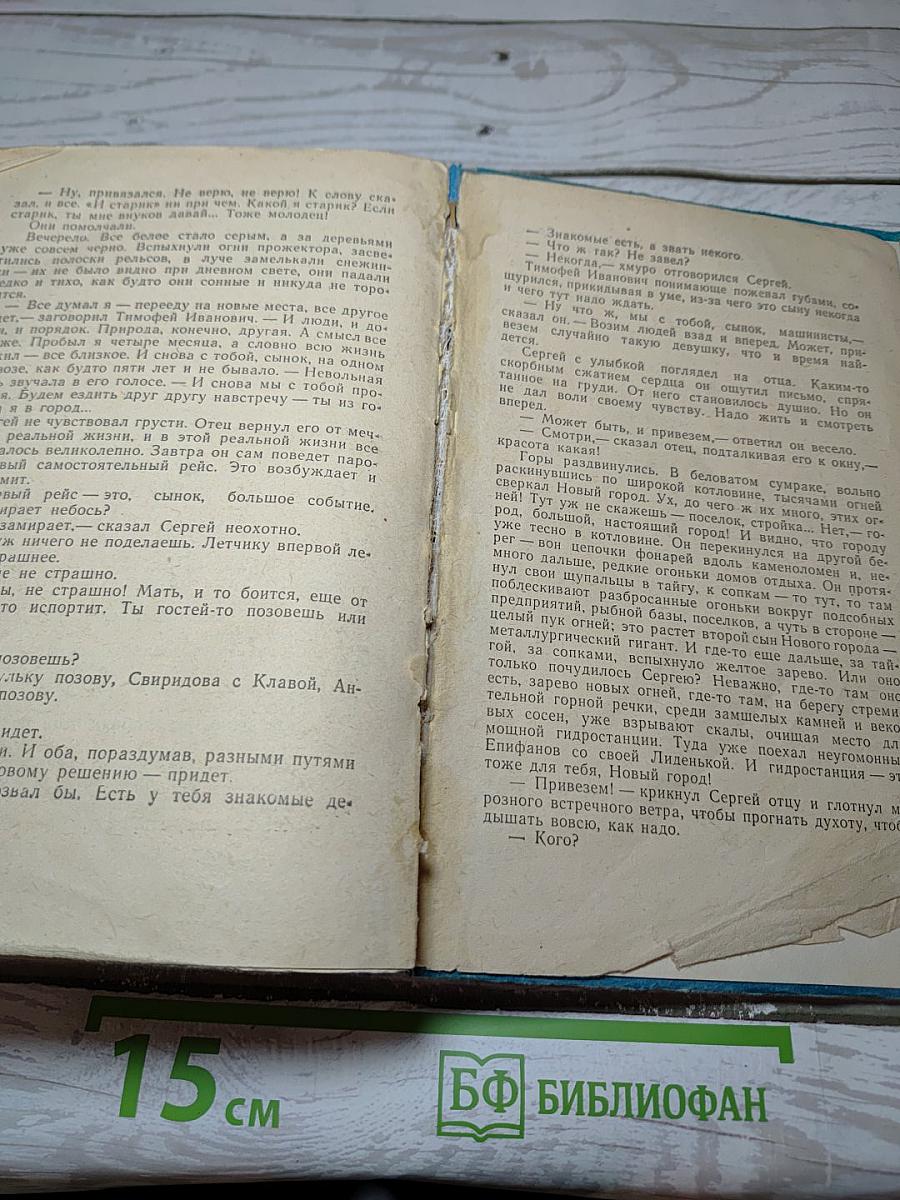 — Ну, привязался. Не верю, не верю! К слову ска-
зал, и все. «И старик» ни при чем. Какой я старик? Если
старик, ты мне внуков давай... Тоже молодец!
Они помолчали.
Вечерело. Все белое стало серым, а за деревьями
уже совсем черно. Вспыхнули огни прожектора, засве-
тились полоски рельсов, в луче замелькали снежин-
ки — их не было видно при дневном свете, они падали
едко и тихо, как будто они сонные и никуда не торо-
ятся.
— Все думал я — перееду на новые места, все другое
дет,— заговорил Тимофей Иванович. — И люди, и до-
и, и порядок. Природа, конечно, другая. А смысл все
же. Пробыл я четыре месяца, а словно всю жизнь
жил — все близкое. И снова с тобой, сынок, на одном
возе, как будто пяти лет и не бывало. — Невольная
ь звучала в его голосе. — И снова мы с тобой про-
я. Будем ездить друг другу навстречу — ты из го-
а я в город...
гей не чувствовал грусти. Отец вернул его от меч-
реальной жизни, и в этой реальной жизни все
алось великолепно. Завтра он сам поведет паро-
вый самостоятельный рейс. Это возбуждает и
мит.
рвый рейс — это, сынок, большое событие.
ирает небось?
замирает,— сказал Сергей неохотно.
уж ничего не поделаешь. Летчику впервой ле-
рашнее.
не не страшно.
ы, не страшно! Мать, и то боится, еще от
то испортит. Ты гостей-то позовешь или
позовешь?
ульку позову, Свиридова с Клавой, Ан-
позову.
идет.
и. И оба, пораздумав, разными путями
овому решению — придет.
звал бы. Есть у тебя знакомые де-
— Знакомые есть, а звать некого.
— Что ж так? Не завел?
— Некогда,— хмуро отговорился Сергей.
Тимофей Иванович понимающе пожевал губами, со-
щурился, прикидывая в уме, из-за чего это сыну некогда
и чего тут надо ждать.
— Ну что ж, мы с тобой, сынок, машинисты,—
сказал он.— Возим людей взад и вперед. Может, при-
везем случайно такую девушку, что и время най-
дется.
Сергей с улыбкой поглядел на отца. Каким-то
скорбным сжатием сердца он ощутил письмо, спря-
танное на груди. От него становилось душно. Но он
не дал воли своему чувству. Надо жить и смотреть
вперед.
— Может быть, и привезем,— ответил он весело.
— Смотри,— сказал отец, подталкивая его к окну,—
красота какая!
Горы раздвинулись. В беловатом сумраке, вольно
раскинувшись по широкой котловине, тысячами огней
сверкал Новый город. Ух, до чего ж их много, этих ог-
ней! Тут уж не скажешь — поселок, стройка... Нет,— го-
род, большой, настоящий город! И видно, что городу
уже тесно в котловине. Он перекинулся на другой бе-
рег — вон цепочки фонарей вдоль каменоломен и, не-
много дальше, редкие огоньки домов отдыха. Он протя-
нул свои щупальцы в тайгу, к сопкам — то тут, то там
поблескивают разбросанные огоньки вокруг подсобных
предприятий, рыбной базы, поселков, а чуть в стороне —
целый пук огней; это растет второй сын Нового города —
металлургический гигант. И где-то еще дальше, за тай-
гой, за сопками, вспыхнуло желтое зарево. Или оно
только почудилось Сергею? Неважно, где-то там оно
есть, зарево новых огней, где-то там, на берегу стреми
тельной горной речки, среди замшелых камней и веко
вых сосен, уже взрывают скалы, очищая место дл
мощной гидростанции. Туда уже поехал неугомонны
Епифанов со своей Лиденькой. И гидростанция — эт
тоже для тебя, Новый город!
— Привезем! — крикнул Сергей отцу и глотнул м
розного встречного ветра, чтобы прогнать духоту, чтоб
дышать вовсю, как надо.
— Кого?
15 см
БФ БИБЛИОФАН